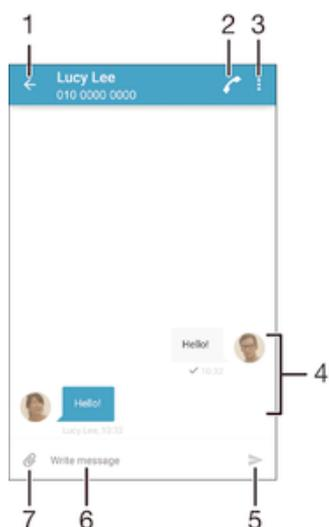 1
2
3
Lucy Lee
010 0000 0000
Hello!
10:32
4
Hello!
Lucy Lee, 10:32
Write message
7
6
5